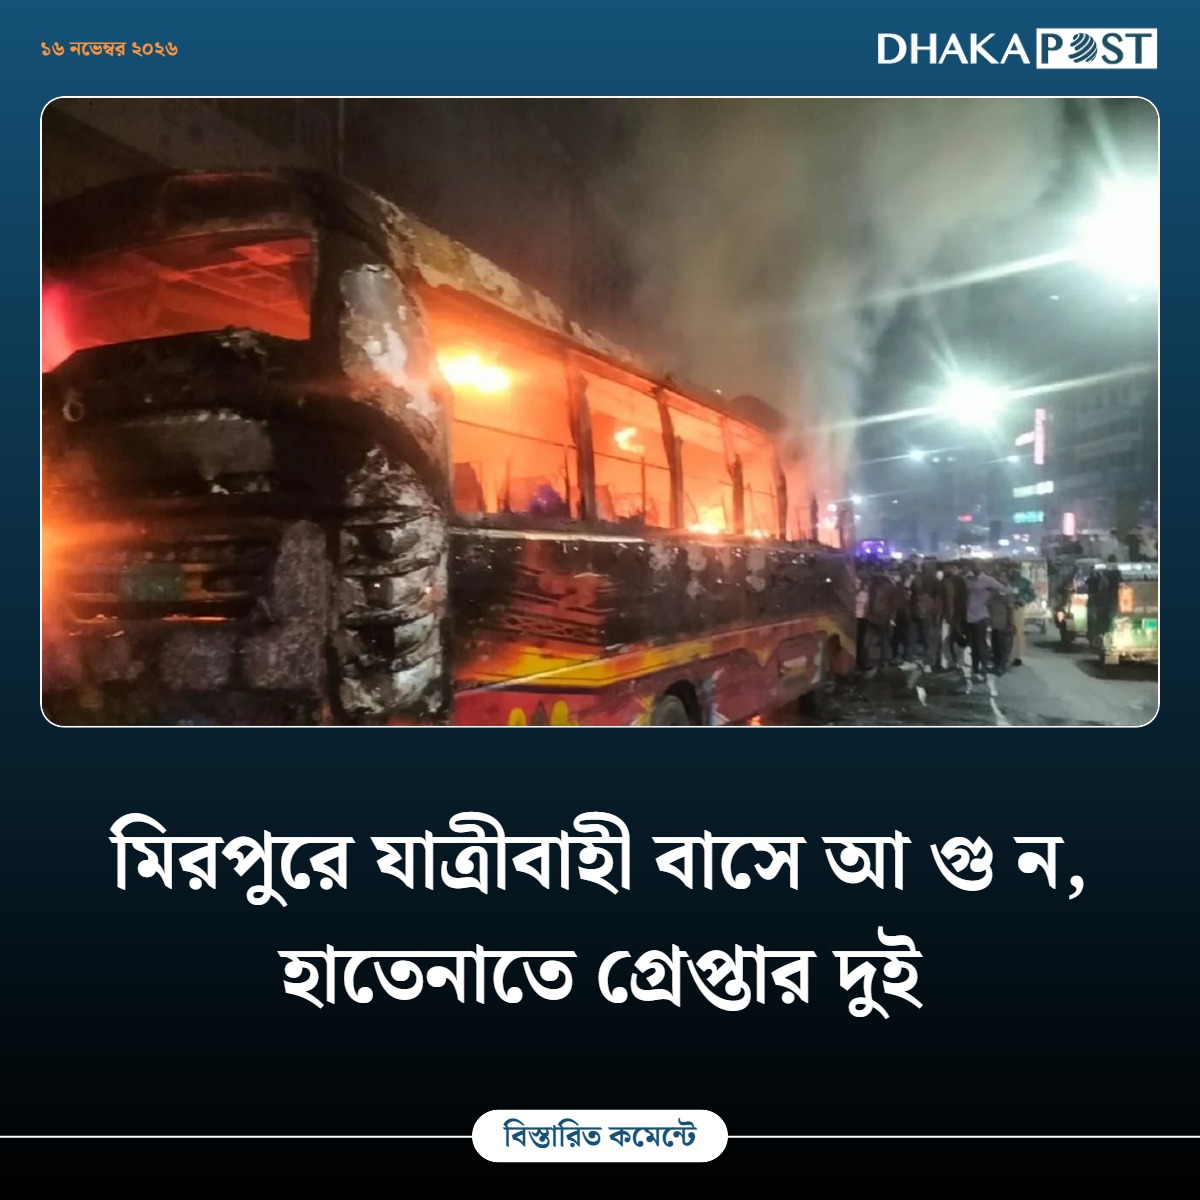 ১৬ নভেম্বর ২০২৬
DHAKA POST
মিরপুরে যাত্রীবাহী বাসে আ গু ন,
হাতেনাতে গ্রেপ্তার দুই
বিস্তারিত কমেন্টে